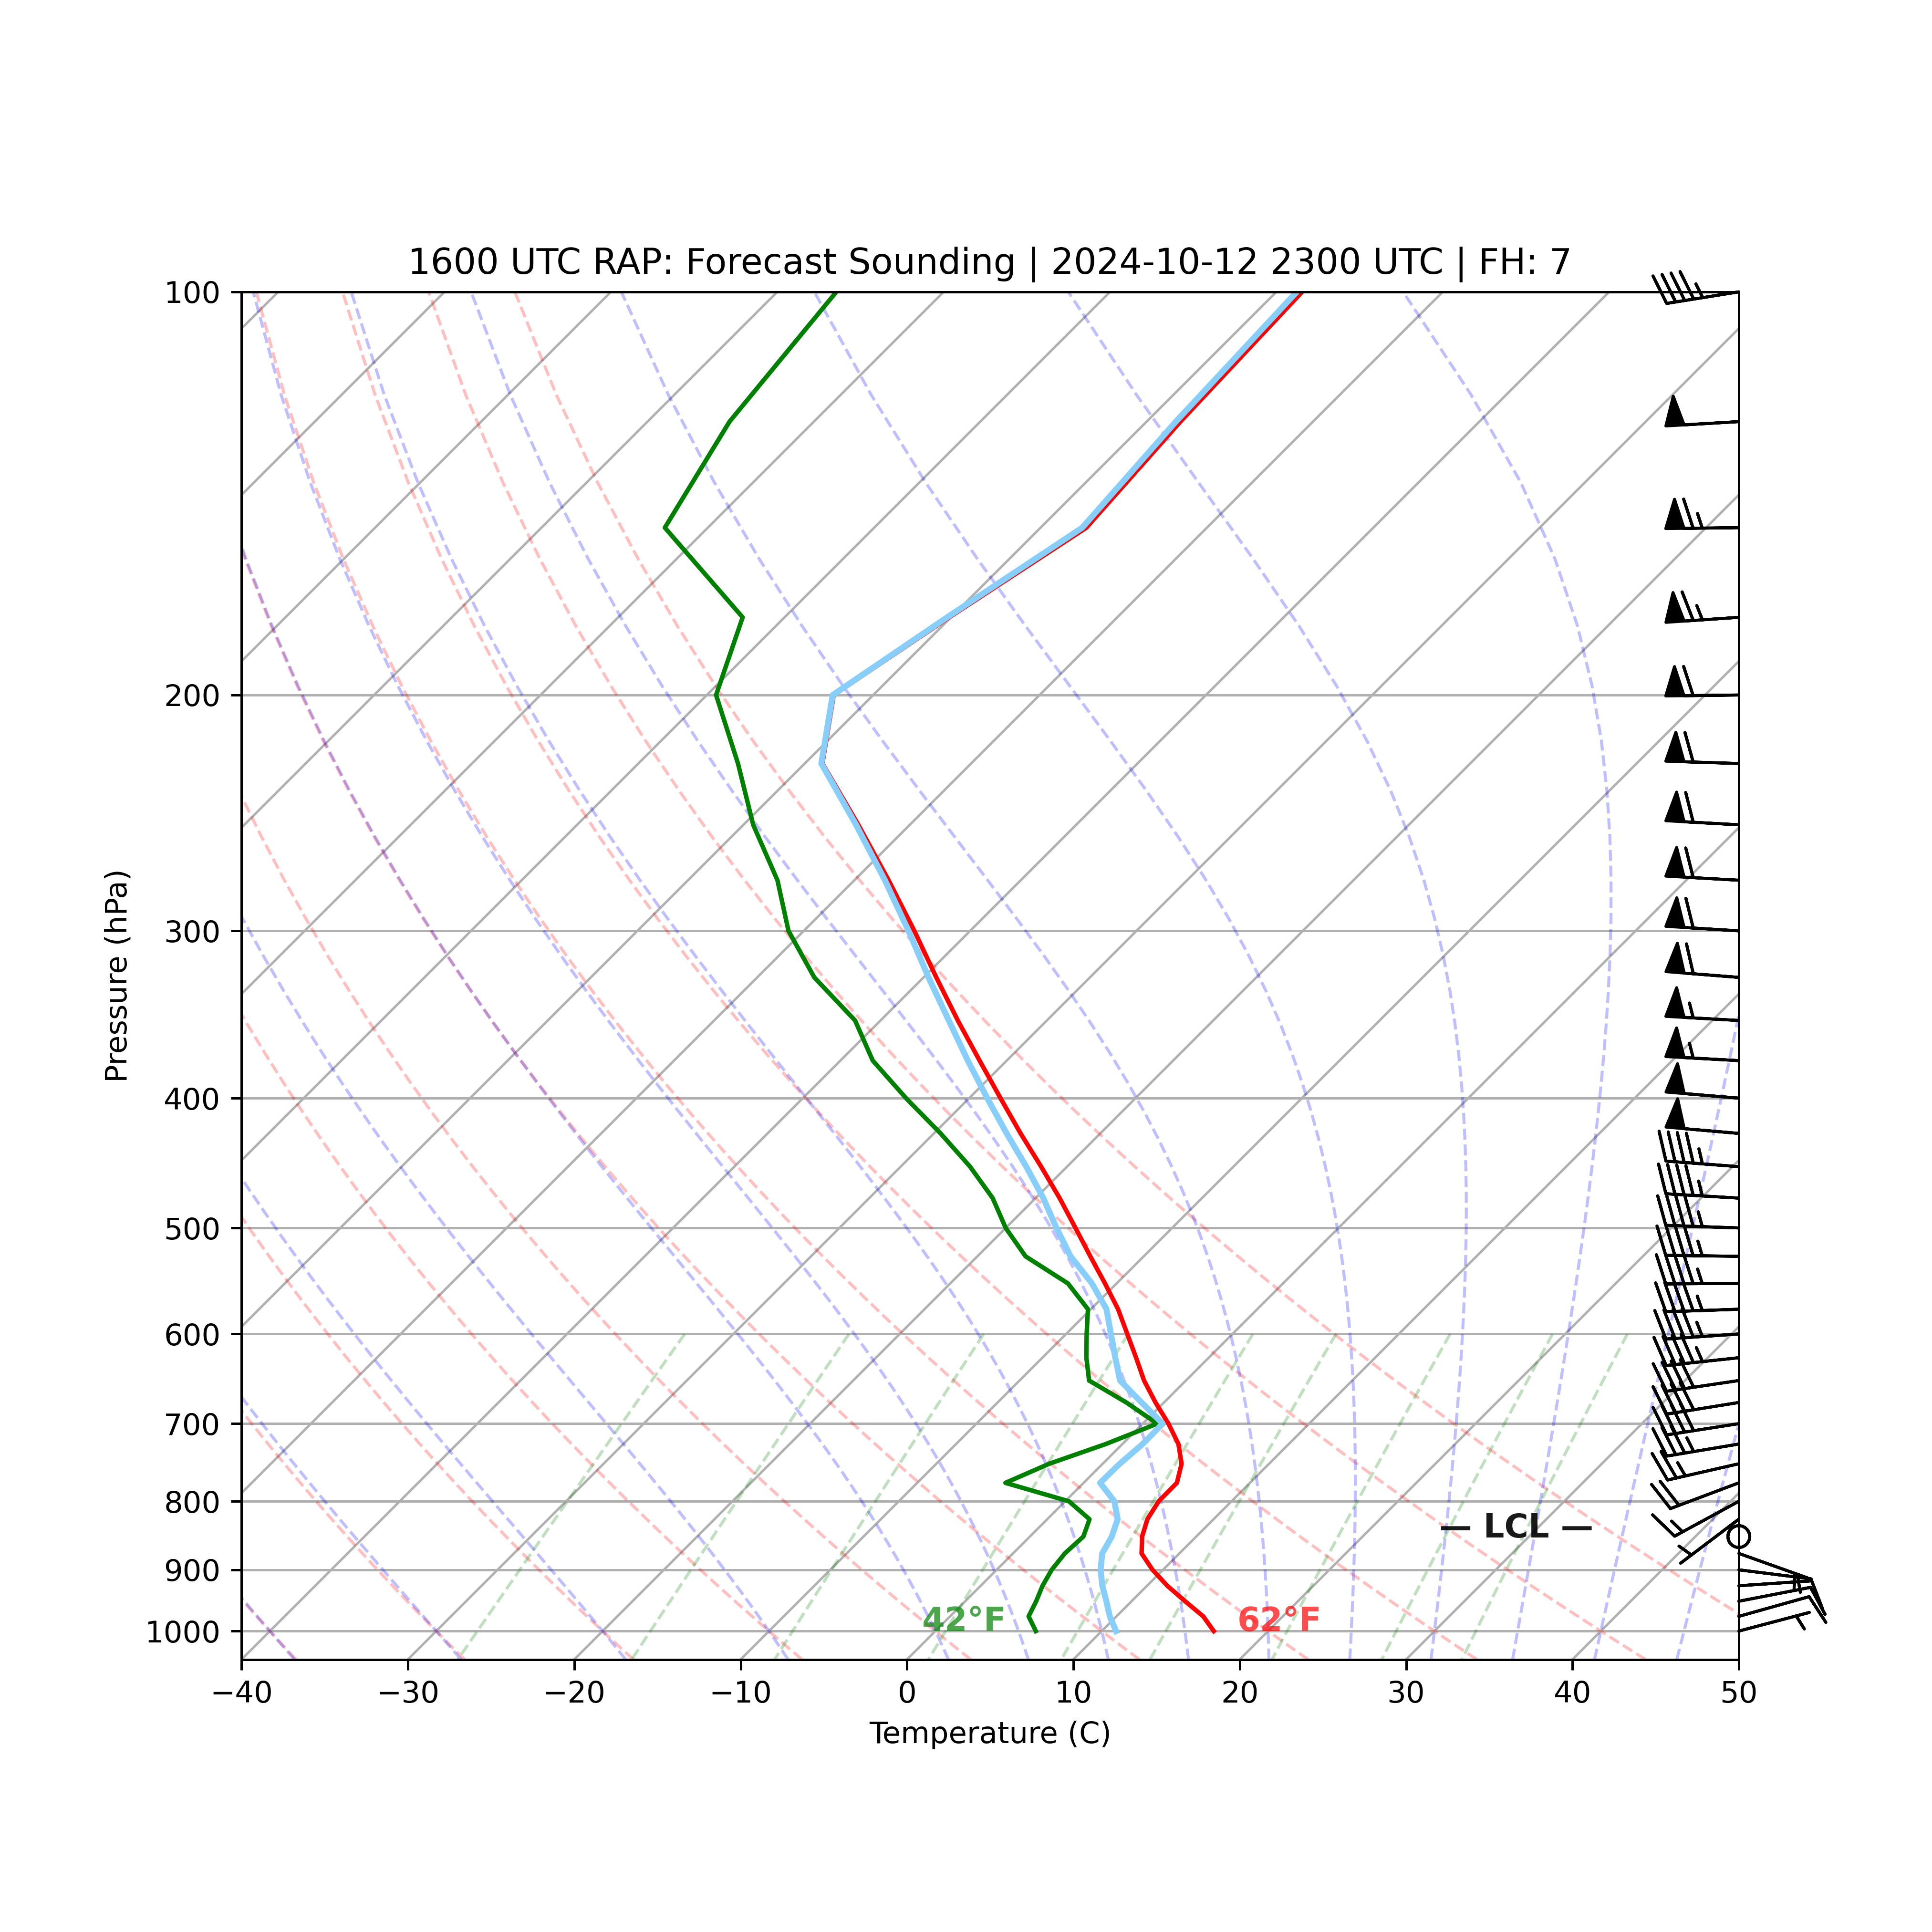 1600 UTC RAP: Forecast Sounding | 2024-10-12 2300 UTC | FH: 7
100
200
300
400
500
600
700
800
900
1000
Pressure (hPa)
— LCL —
42°F
62°F
−40 −30 −20 −10 0 10 20 30 40 50
Temperature (C)